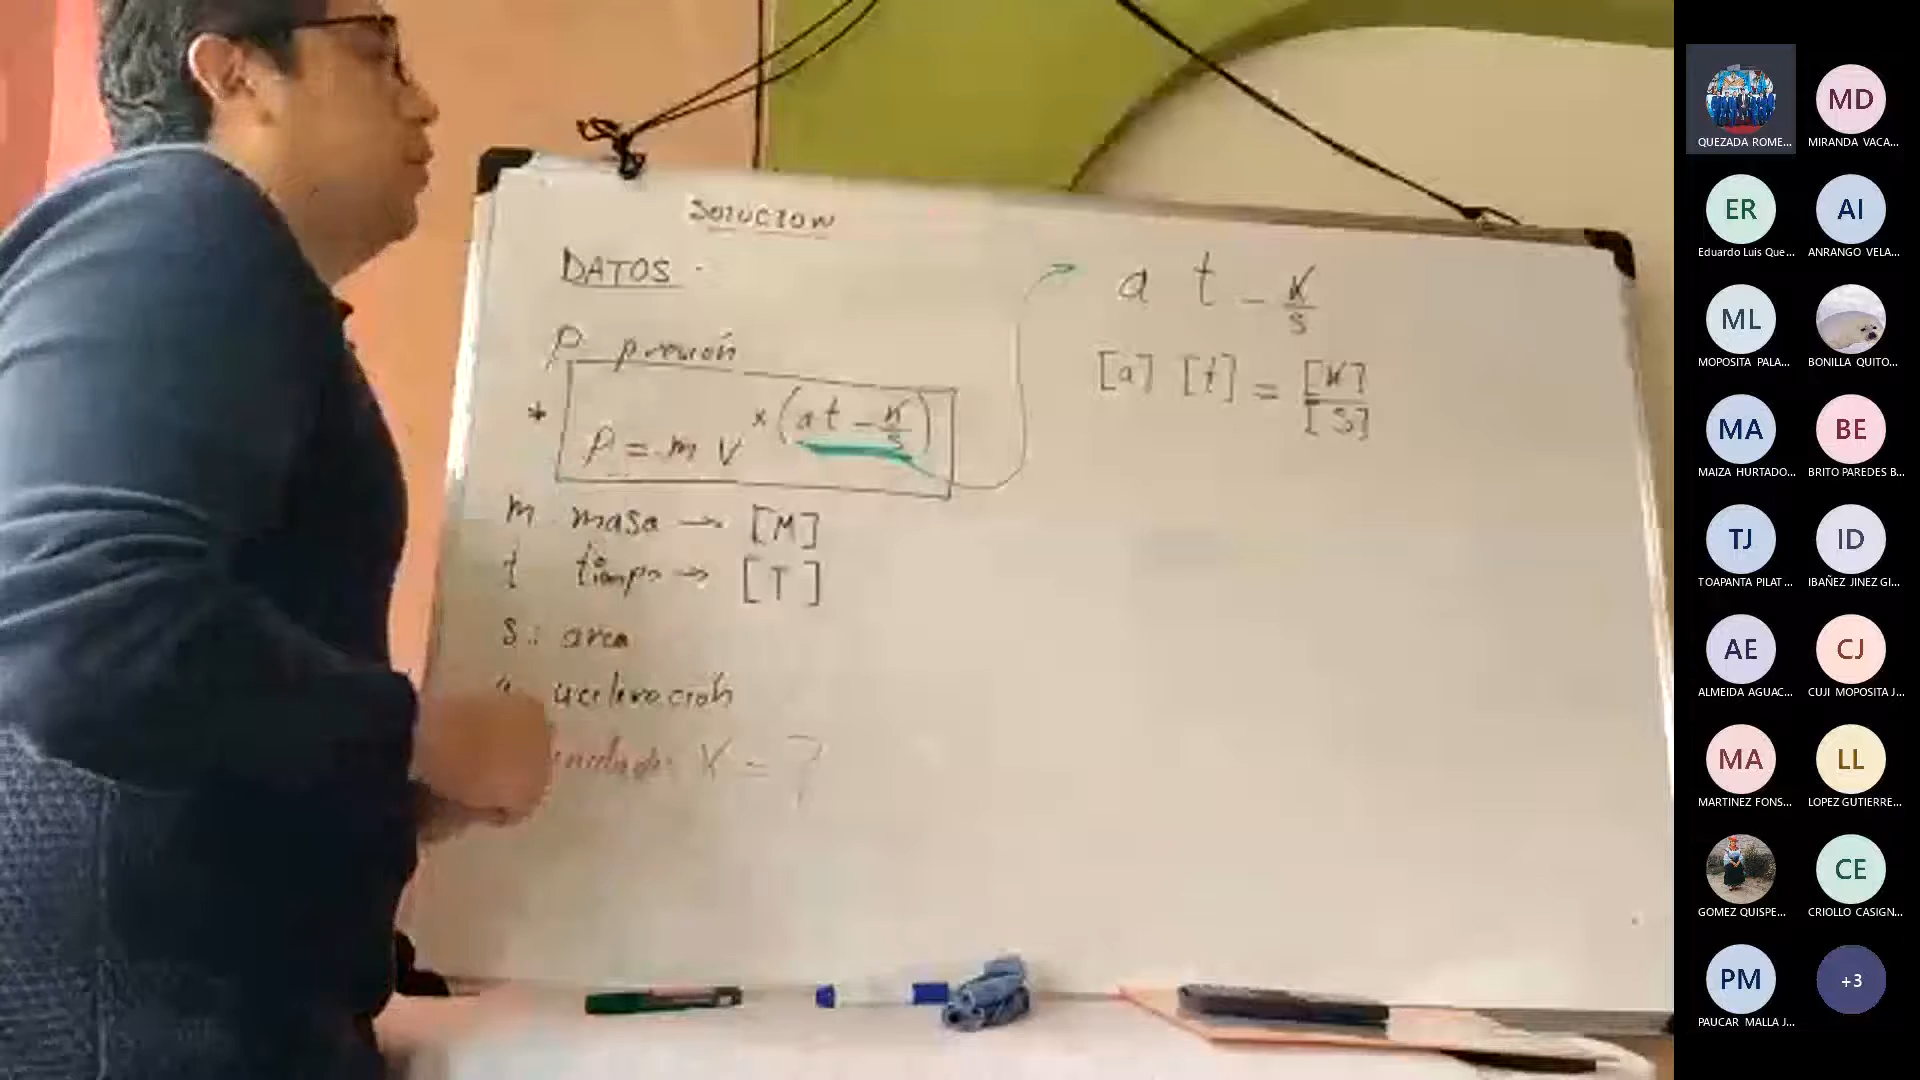 SOLUCION
DATOS
P presión
* P = m v x(at - K/s)
m masa → [M]
t tiempo → [T]
s : area
aceleración
K = ?
a t - K/s
[a] [t] = [K]/[S]
QUEZADA ROME...
MD
MIRANDA VACA...
ER
Eduardo Luis Que...
AI
ANRANGO VELA...
ML
MOPOSITA PALA...
BONILLA QUITO...
MA
MAIZA HURTADO...
BE
BRITO PAREDES B...
TJ
TOAPANTA PILAT...
ID
IBAÑEZ JINEZ GI...
AE
ALMEIDA AGUAC...
CJ
CUJI MOPOSITA J...
MA
MARTINEZ FONS...
LL
LOPEZ GUTIERRE...
GOMEZ QUISPE...
CE
CRIOLLO CASIGN...
PM
PAUCAR MALLA J...
+3